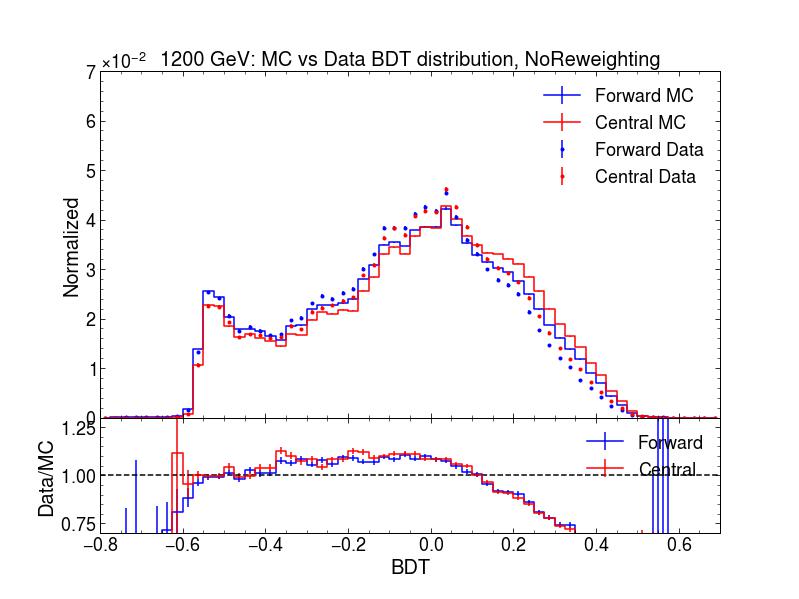 ×10⁻² 1200 GeV: MC vs Data BDT distribution, NoReweighting
7
6
5
4
3
2
1
0
Normalized
Forward MC
Central MC
Forward Data
Central Data
1.25
1.00
0.75
Data/MC
Forward
Central
−0.8 −0.6 −0.4 −0.2 0.0 0.2 0.4 0.6
BDT